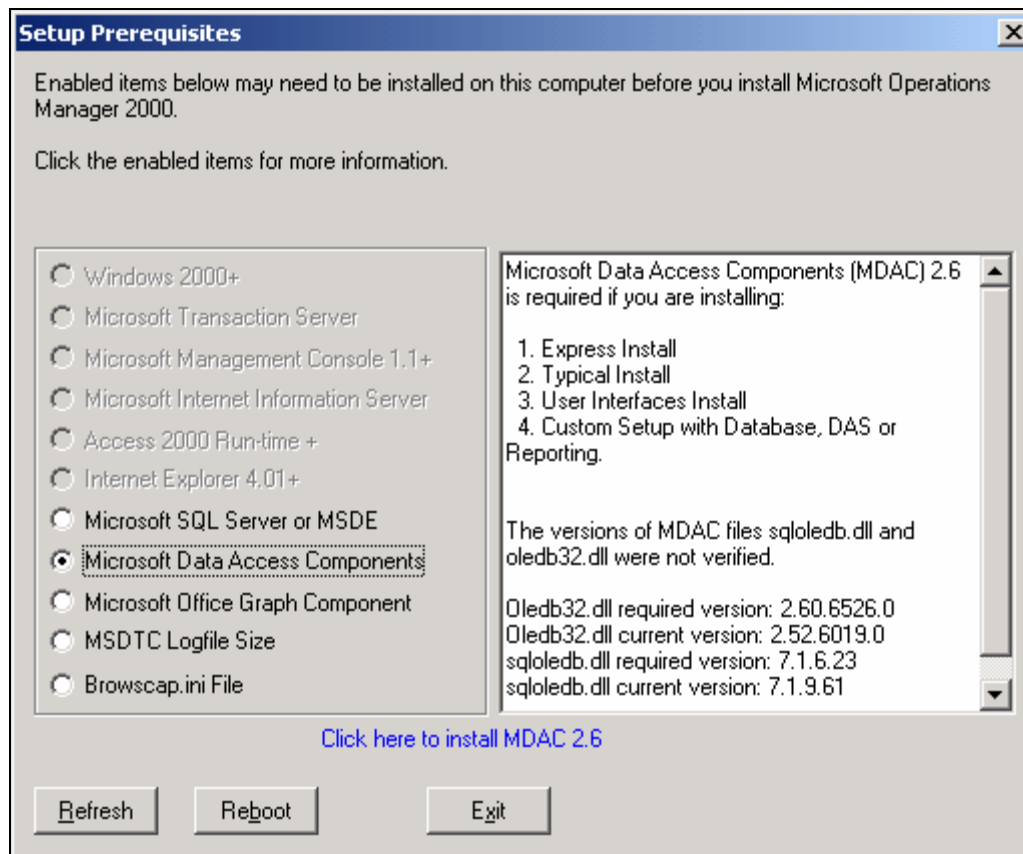 Setup Prerequisites
Enabled items below may need to be installed on this computer before you install Microsoft Operations
Manager 2000.
Click the enabled items for more information.
Windows 2000+
Microsoft Transaction Server
Microsoft Management Console 1.1+
Microsoft Internet Information Server
Access 2000 Run-time +
Internet Explorer 4.01+
Microsoft SQL Server or MSDE
Microsoft Data Access Components
Microsoft Office Graph Component
MSDTC Logfile Size
Browscap.ini File
Microsoft Data Access Components (MDAC) 2.6
is required if you are installing:
1. Express Install
2. Typical Install
3. User Interfaces Install
4. Custom Setup with Database, DAS or
Reporting.
The versions of MDAC files sqloledb.dll and
oledb32.dll were not verified.
Oledb32.dll required version: 2.60.6526.0
Oledb32.dll current version: 2.52.6019.0
sqloledb.dll required version: 7.1.6.23
sqloledb.dll current version: 7.1.9.61
Click here to install MDAC 2.6
Refresh
Reboot
Exit